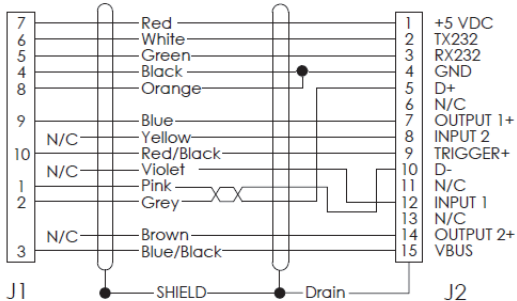 7 Red 1 +5 VDC
6 White 2 TX232
5 Green 3 RX232
4 Black 4 GND
8 Orange 5 D+
6 N/C
9 Blue 7 OUTPUT 1+
N/C Yellow 8 INPUT 2
10 Red/Black 9 TRIGGER+
N/C Violet 10 D-
1 Pink 11 N/C
2 Grey 12 INPUT 1
13 N/C
N/C Brown 14 OUTPUT 2+
3 Blue/Black 15 VBUS
J1 SHIELD Drain J2